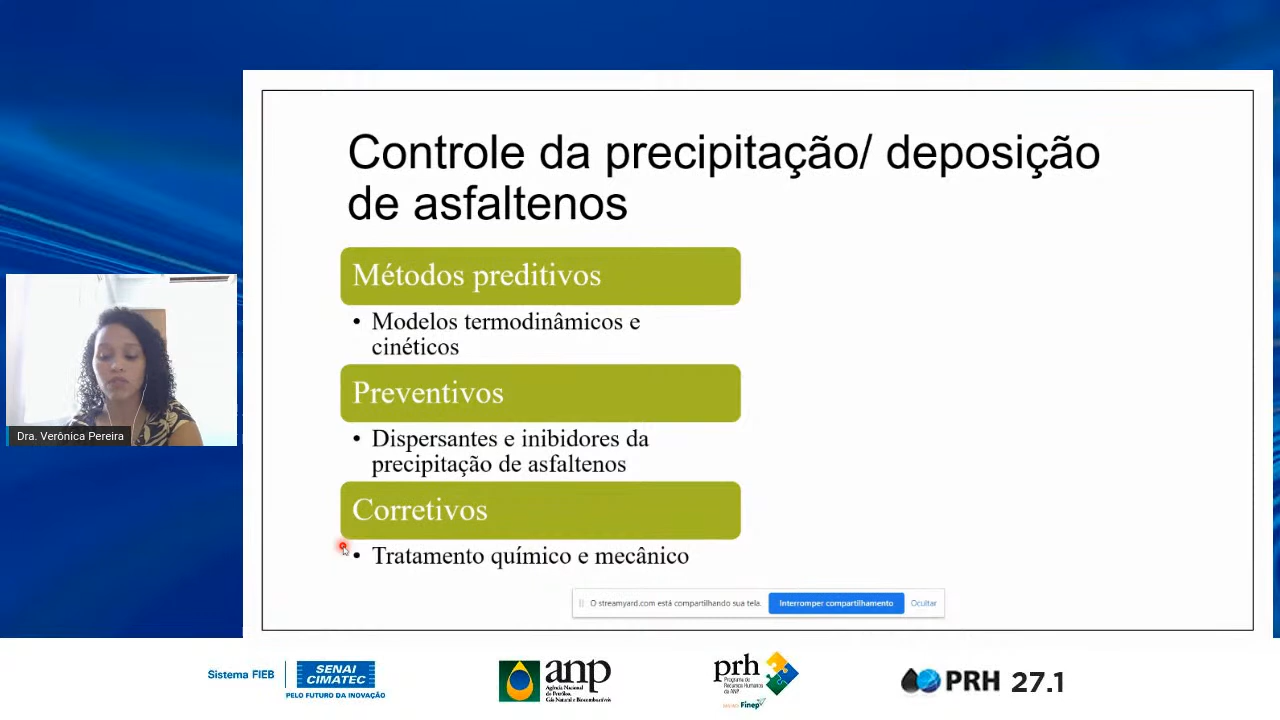 Controle da precipitação/ deposição
de asfaltenos
Métodos preditivos
• Modelos termodinâmicos e
cinéticos
Preventivos
• Dispersantes e inibidores da
precipitação de asfaltenos
Corretivos
• Tratamento químico e mecânico
O streamyard.com está compartilhando sua tela.
Interromper compartilhamento
Ocultar
Dra. Verônica Pereira
Sistema FIEB
SENAI
CIMATEC
PELO FUTURO DA INOVAÇÃO
anp
Agência Nacional
do Petróleo,
Gás Natural e Biocombustíveis
prh
Programa de
Recursos Humanos
da ANP
Finep
PRH 27.1